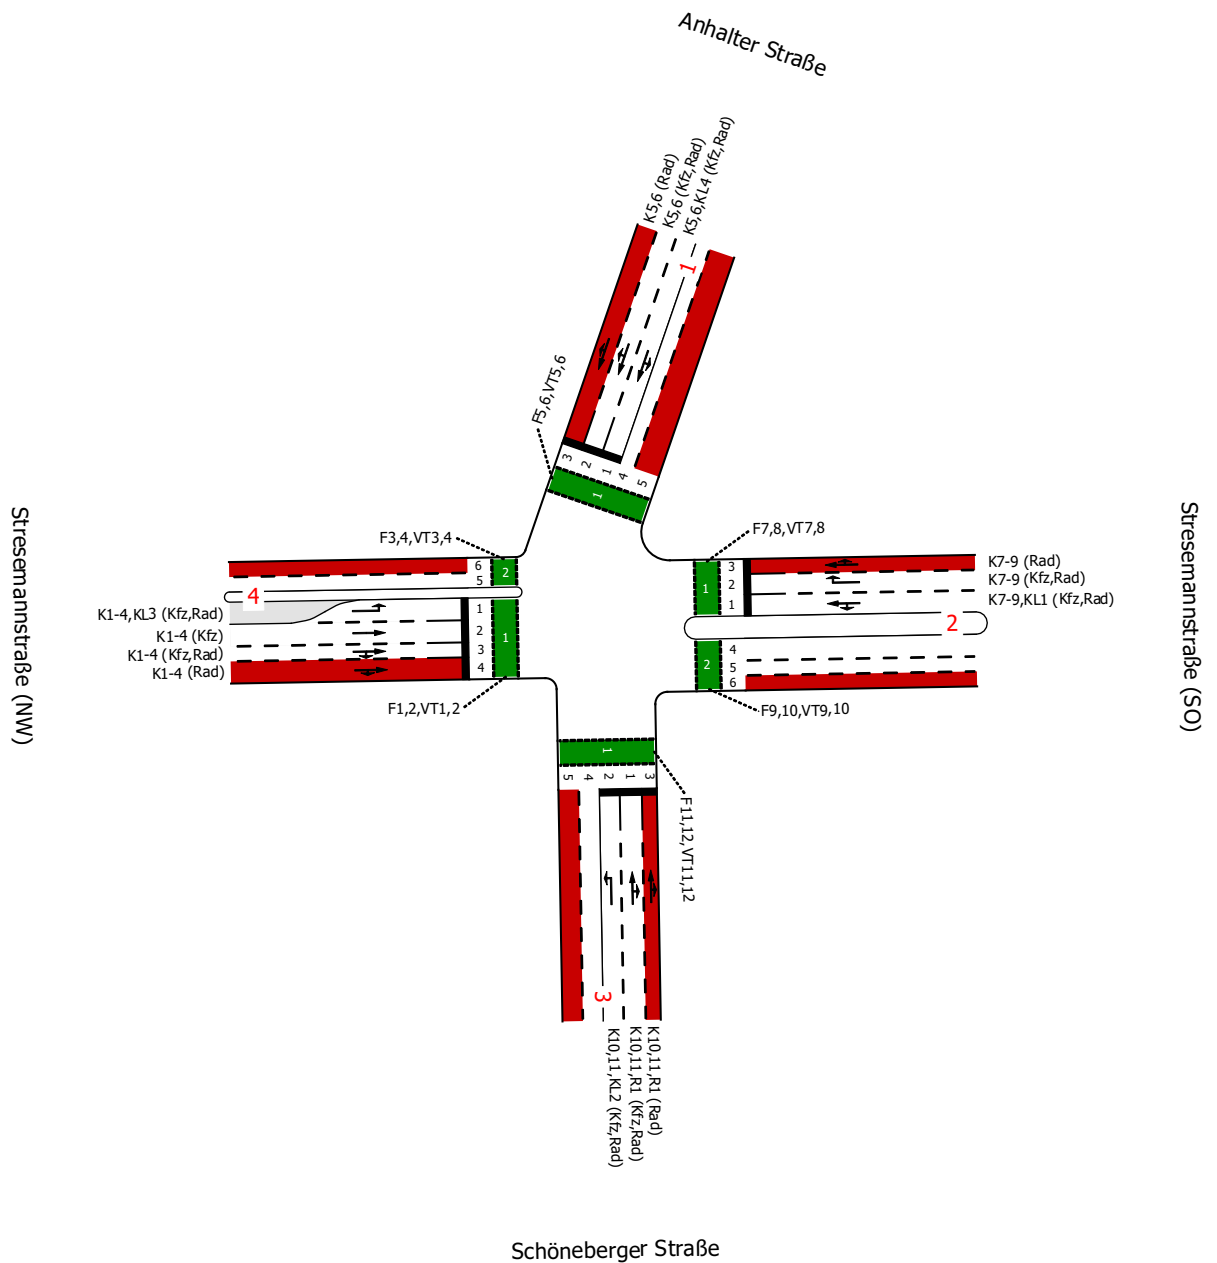 Anhalter Straße
K5,6 (Rad)
K5,6 (Kfz,Rad)
K5,6,KL4 (Kfz,Rad)
1
F5,6,VT5,6
3
2
1
4
5
1
Stresemannstraße (NW)
F3,4,VT3,4
6
5
2
4
K1-4,KL3 (Kfz,Rad)
K1-4 (Kfz)
K1-4 (Kfz,Rad)
K1-4 (Rad)
1
2
3
4
1
F1,2,VT1,2
F7,8,VT7,8
1
3
2
1
K7-9 (Rad)
K7-9 (Kfz,Rad)
K7-9,KL1 (Kfz,Rad)
2
2
4
5
6
F9,10,VT9,10
Stresemannstraße (SO)
1
5
4
2
1
3
F11,12,VT11,12
3
K10,11,KL2 (Kfz,Rad)
K10,11,R1 (Kfz,Rad)
K10,11,R1 (Rad)
Schöneberger Straße